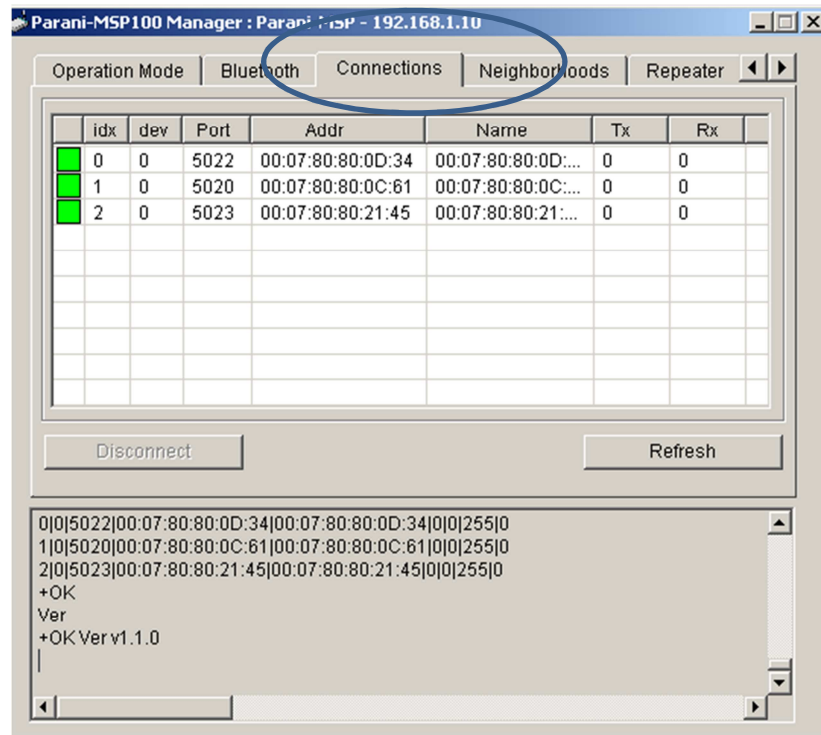 Parani-MSP100 Manager : Parani-MSP - 192.168.1.10
Operation Mode Bluetooth Connections Neighborhoods Repeater
idx dev Port Addr Name Tx Rx
0 0 5022 00:07:80:80:0D:34 00:07:80:80:0D:... 0 0
1 0 5020 00:07:80:80:0C:61 00:07:80:80:0C:... 0 0
2 0 5023 00:07:80:80:21:45 00:07:80:80:21:... 0 0
Disconnect Refresh
0|0|5022|00:07:80:80:0D:34|00:07:80:80:0D:34|0|0|255|0
1|0|5020|00:07:80:80:0C:61|00:07:80:80:0C:61|0|0|255|0
2|0|5023|00:07:80:80:21:45|00:07:80:80:21:45|0|0|255|0
+OK
Ver
+OK Ver v1.1.0